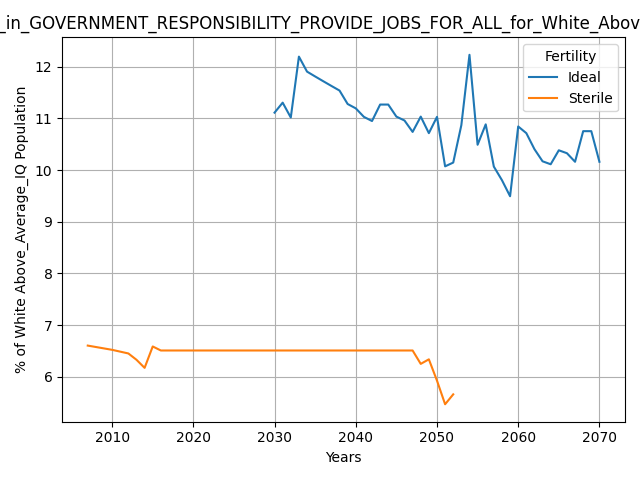 _in_GOVERNMENT_RESPONSIBILITY_PROVIDE_JOBS_FOR_ALL_for_White_Abov
Fertility
Ideal
Sterile
% of White Above_Average_IQ Population
12
11
10
9
8
7
6
2010 2020 2030 2040 2050 2060 2070
Years